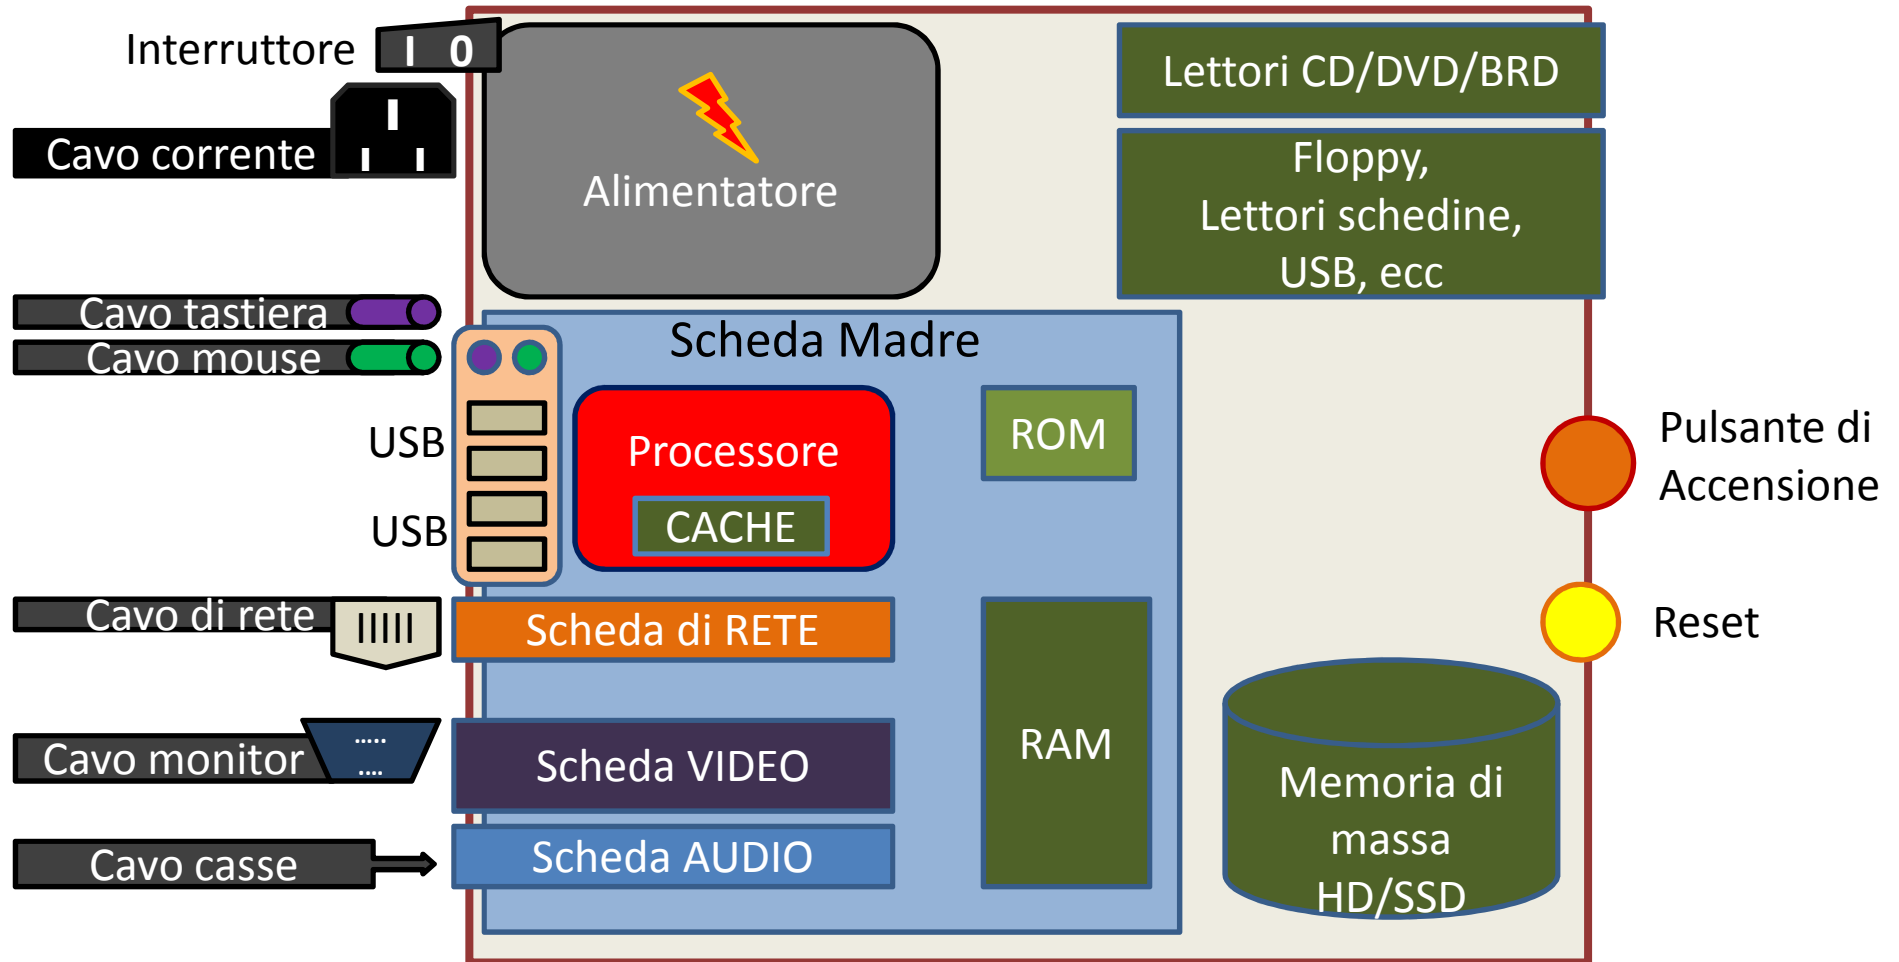 Interruttore
I 0
Lettori CD/DVD/BRD
Cavo corrente
Alimentatore
Floppy,
Lettori schedine,
USB, ecc
Cavo tastiera
Cavo mouse
Scheda Madre
USB
USB
Processore
CACHE
ROM
Pulsante di
Accensione
Cavo di rete
Scheda di RETE
Reset
Cavo monitor
Scheda VIDEO
RAM
Memoria di
massa
HD/SSD
Cavo casse
Scheda AUDIO